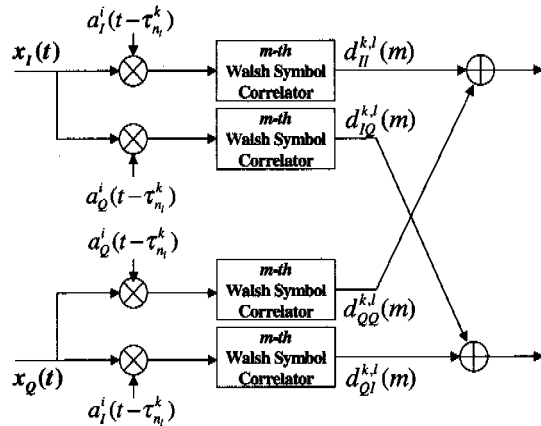 a_I^i(t-τ_{n_l}^k)
x_I(t)
m-th
Walsh Symbol
Correlator
d_{II}^{k,l}(m)
m-th
Walsh Symbol
Correlator
d_{IQ}^{k,l}(m)
a_Q^i(t-τ_{n_l}^k)
a_Q^i(t-τ_{n_l}^k)
m-th
Walsh Symbol
Correlator
d_{QQ}^{k,l}(m)
x_Q(t)
m-th
Walsh Symbol
Correlator
d_{QI}^{k,l}(m)
a_I^i(t-τ_{n_l}^k)